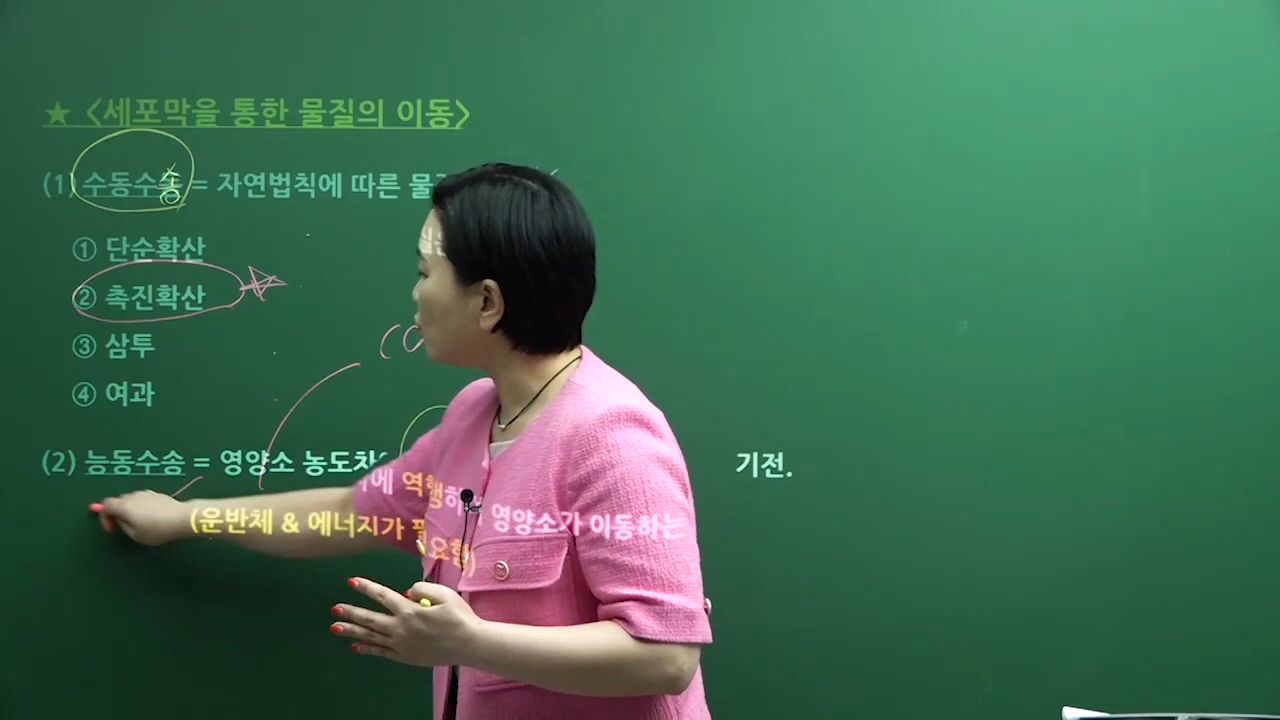 ★ <세포막을 통한 물질의 이동>
(1) 수동수송 = 자연법칙에 따른
① 단순확산
② 촉진확산
③ 삼투
④ 여과
(2) 능동수송 = 영양소 농도차에 역행하여 영양소가 이동하는 기전.
(운반체 & 에너지가 필요함)